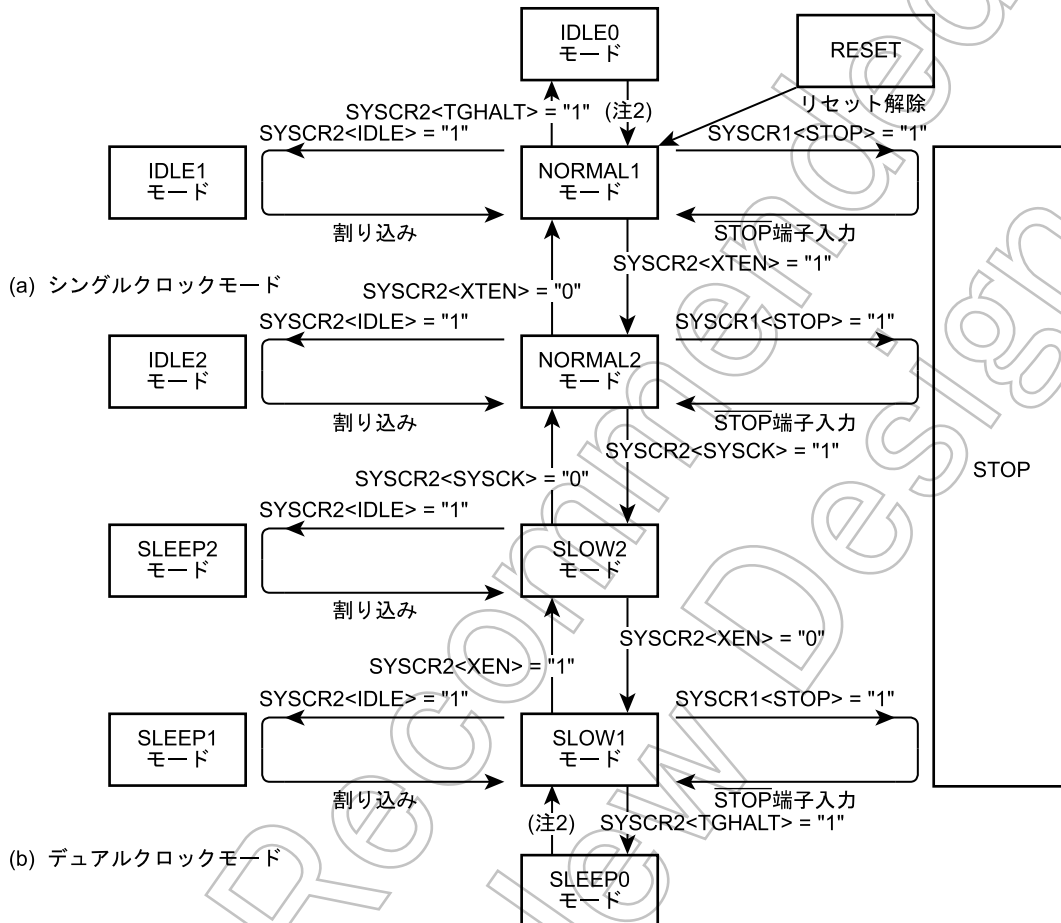 IDLE0
モード
RESET
リセット解除
SYSCR2<TGHALT> = "1"
(注2)
SYSCR2<IDLE> = "1"
SYSCR1<STOP> = "1"
IDLE1
モード
NORMAL1
モード
割り込み
STOP端子入力
SYSCR2<XTEN> = "1"
(a) シングルクロックモード
SYSCR2<XTEN> = "0"
SYSCR2<IDLE> = "1"
SYSCR1<STOP> = "1"
IDLE2
モード
NORMAL2
モード
割り込み
STOP端子入力
SYSCR2<SYSCK> = "1"
STOP
SYSCR2<SYSCK> = "0"
SYSCR2<IDLE> = "1"
SLEEP2
モード
SLOW2
モード
割り込み
SYSCR2<XEN> = "0"
SYSCR2<XEN> = "1"
SYSCR2<IDLE> = "1"
SYSCR1<STOP> = "1"
SLEEP1
モード
SLOW1
モード
割り込み
STOP端子入力
(注2)
SYSCR2<TGHALT> = "1"
(b) デュアルクロックモード
SLEEP0
モード
Recommended
New Design